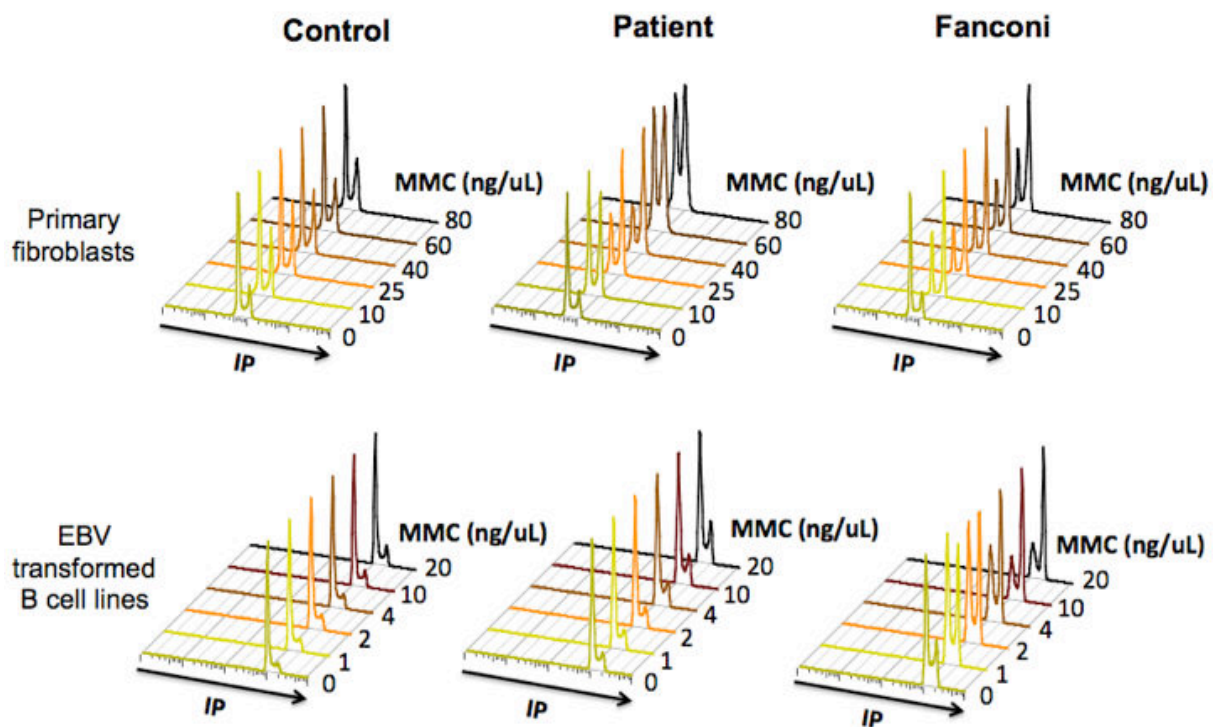 Control Patient Fanconi
Primary
fibroblasts
MMC (ng/uL)
80
60
40
25
10
0
IP
MMC (ng/uL)
80
60
40
25
10
0
IP
MMC (ng/uL)
80
60
40
25
10
0
IP
EBV
transformed
B cell lines
MMC (ng/uL)
20
10
4
2
1
0
IP
MMC (ng/uL)
20
10
4
2
1
0
IP
MMC (ng/uL)
20
10
4
2
1
0
IP